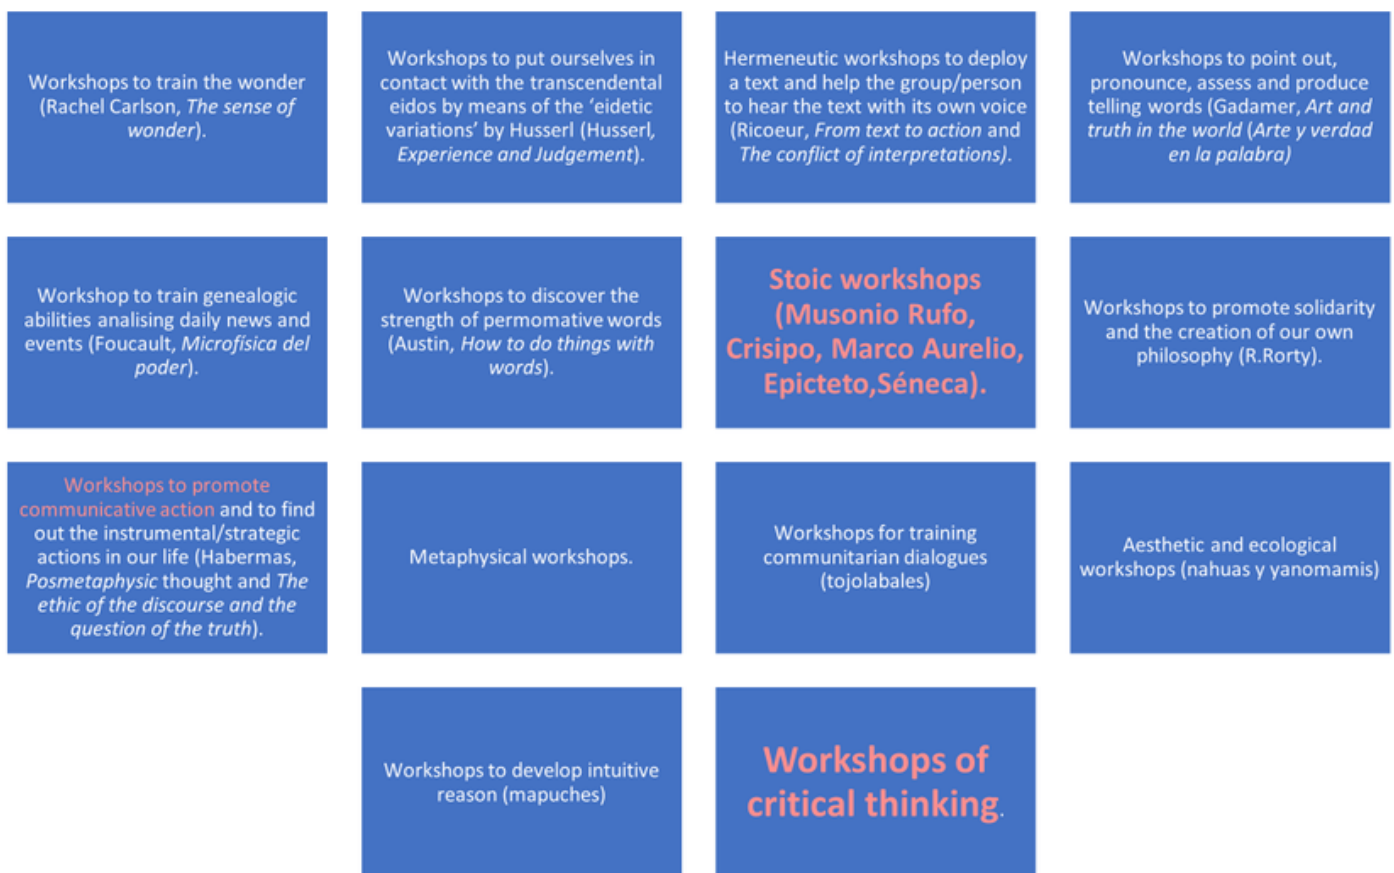 Workshops to train the wonder
(Rachel Carlson, The sense of
wonder).
Workshops to put ourselves in
contact with the transcendental
eidos by means of the ‘eidetic
variations’ by Husserl (Husserl,
Experience and Judgement).
Hermeneutic workshops to deploy
a text and help the group/person
to hear the text with its own voice
(Ricoeur, From text to action and
The conflict of interpretations).
Workshops to point out,
pronounce, assess and produce
telling words (Gadamer, Art and
truth in the world (Arte y verdad
en la palabra)
Workshop to train genealogic
abilities analising daily news and
events (Foucault, Microfísica del
poder).
Workshops to discover the
strength of permomative words
(Austin, How to do things with
words).
Stoic workshops
(Musonio Rufo,
Crisipo, Marco Aurelio,
Epicteto,Séneca).
Workshops to promote solidarity
and the creation of our own
philosophy (R.Rorty).
Workshops to promote
communicative action and to find
out the instrumental/strategic
actions in our life (Habermas,
Posmetaphysic thought and The
ethic of the discourse and the
question of the truth).
Metaphysical workshops.
Workshops for training
communitarian dialogues
(tojolabales)
Aesthetic and ecological
workshops (nahuas y yanomamis)
Workshops to develop intuitive
reason (mapuches)
Workshops of
critical thinking.